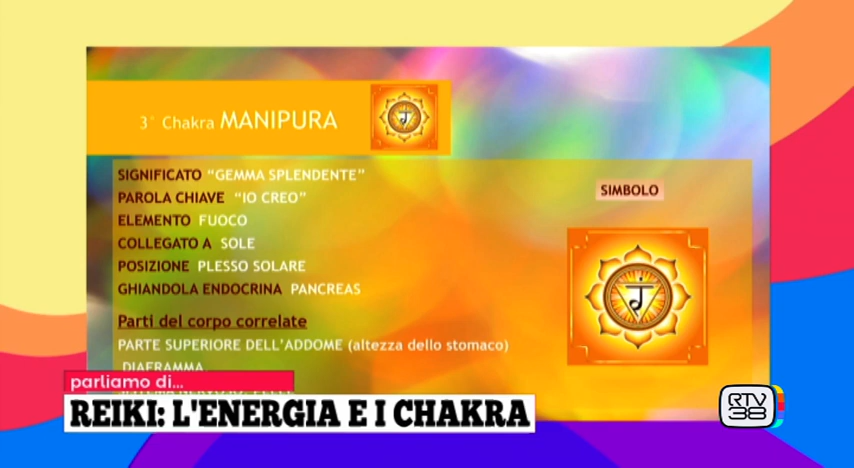 3° Chakra MANIPURA
SIGNIFICATO "GEMMA SPLENDENTE"
PAROLA CHIAVE "IO CREO"
ELEMENTO FUOCO
COLLEGATO A SOLE
POSIZIONE PLESSO SOLARE
GHIANDOLA ENDOCRINA PANCREAS
SIMBOLO
Parti del corpo correlate
PARTE SUPERIORE DELL'ADDOME (altezza dello stomaco)
DIAFRAMMA
parliamo di...
REIKI: L'ENERGIA E I CHAKRA
RTV
38